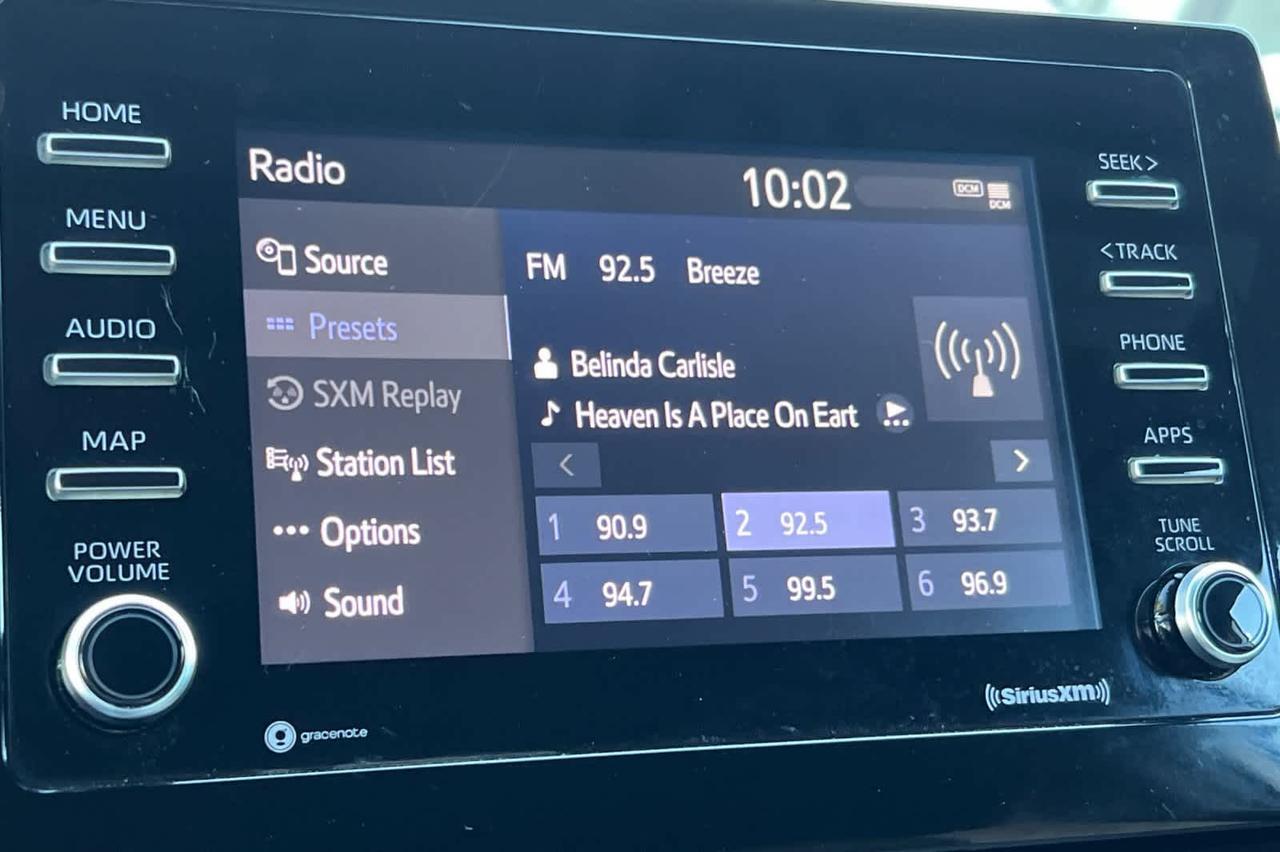 HOME
MENU
AUDIO
MAP
POWER
VOLUME
Radio
10:02
DCM
DCM
Source
Presets
SXM Replay
Station List
Options
Sound
FM 92.5 Breeze
Belinda Carlisle
Heaven Is A Place On Eart
<
>
1 90.9
2 92.5
3 93.7
4 94.7
5 99.5
6 96.9
SEEK >
< TRACK
PHONE
APPS
TUNE
SCROLL
gracenote
((SiriusXM))